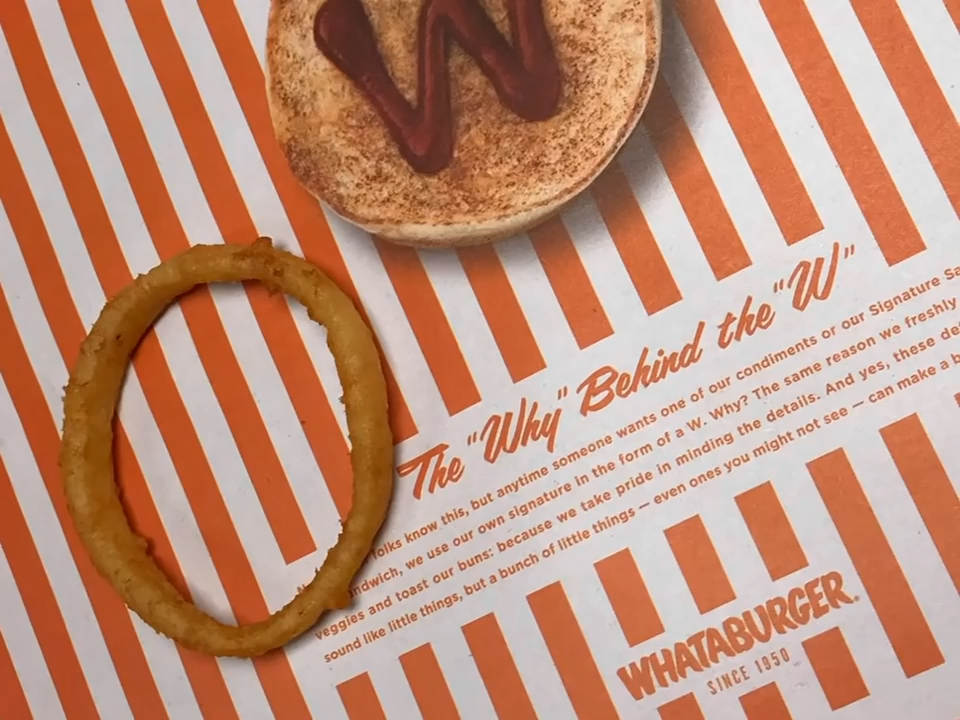 W
The "Why" Behind the "W"
folks know this, but anytime someone wants one of our condiments or our Signature
we use our own signature in the form of a W. Why? The same reason we freshly
veggies and toast our buns: because we take pride in minding the details. And yes, these
sound like little things, but a bunch of little things — even ones you might not see — can make a
WHATABURGER.
SINCE 1950